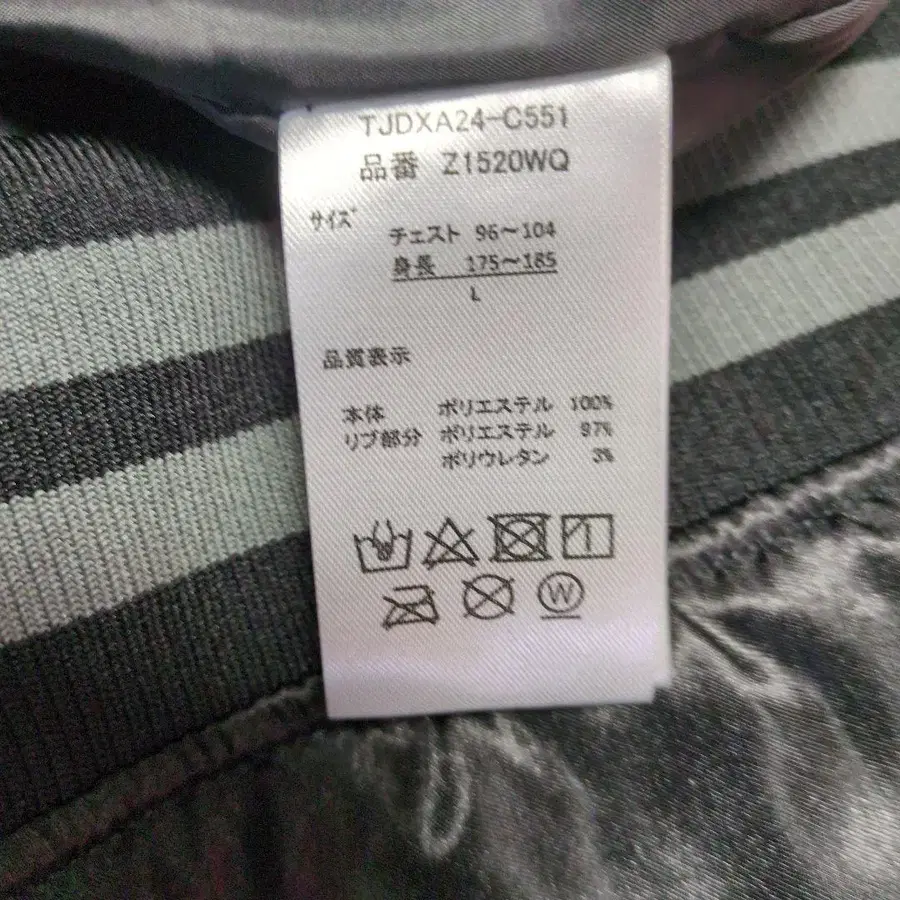 TJDXA24-C551
品番 Z1520WQ
サイズ
チェスト 96～104
身長 175～185
L
品質表示
本体 ポリエステル 100%
リブ部分 ポリエステル 97%
ポリウレタン 3%
W